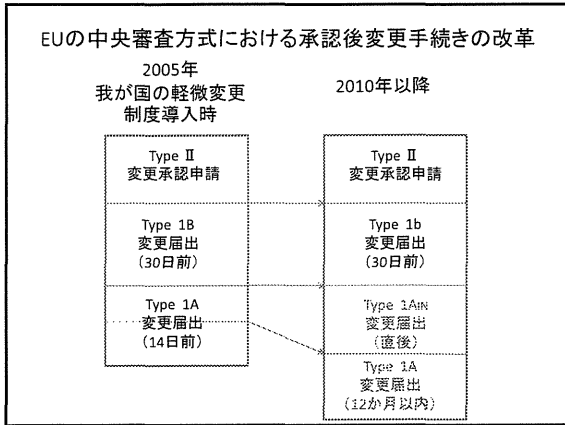 EUの中央審査方式における承認後変更手続きの改革
2005年
我が国の軽微変更
制度導入時
2010年以降
Type Ⅱ
変更承認申請
Type 1B
変更届出
(30日前)
Type 1A
変更届出
(14日前)
Type Ⅱ
変更承認申請
Type 1b
変更届出
(30日前)
Type 1AIN
変更届出
(直後)
Type 1A
変更届出
(12か月以内)